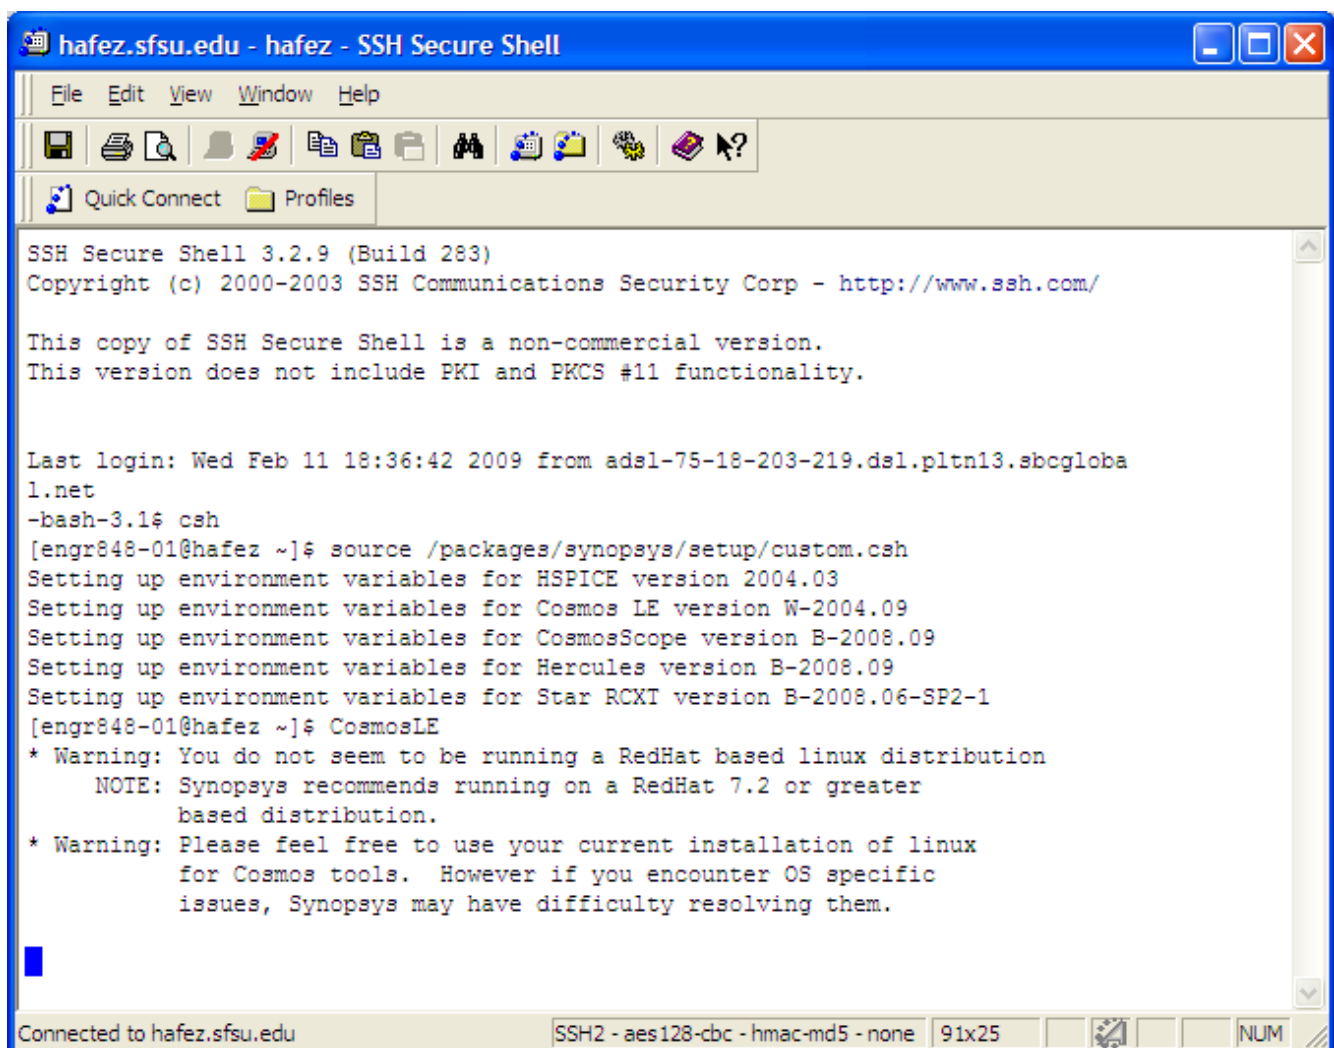 hafez.sfsu.edu - hafez - SSH Secure Shell
File Edit View Window Help
Quick Connect Profiles
SSH Secure Shell 3.2.9 (Build 283)
Copyright (c) 2000-2003 SSH Communications Security Corp - http://www.ssh.com/
This copy of SSH Secure Shell is a non-commercial version.
This version does not include PKI and PKCS #11 functionality.
Last login: Wed Feb 11 18:36:42 2009 from adsl-75-18-203-219.dsl.pltn13.sbcgloba
l.net
-bash-3.1$ csh
[engr848-01@hafez ~]$ source /packages/synopsys/setup/custom.csh
Setting up environment variables for HSPICE version 2004.03
Setting up environment variables for Cosmos LE version W-2004.09
Setting up environment variables for CosmosScope version B-2008.09
Setting up environment variables for Hercules version B-2008.09
Setting up environment variables for Star RCXT version B-2008.06-SP2-1
[engr848-01@hafez ~]$ CosmosLE
* Warning: You do not seem to be running a RedHat based linux distribution
NOTE: Synopsys recommends running on a RedHat 7.2 or greater
based distribution.
* Warning: Please feel free to use your current installation of linux
for Cosmos tools.  However if you encounter OS specific
issues, Synopsys may have difficulty resolving them.
Connected to hafez.sfsu.edu SSH2 - aes128-cbc - hmac-md5 - none 91x25 NUM